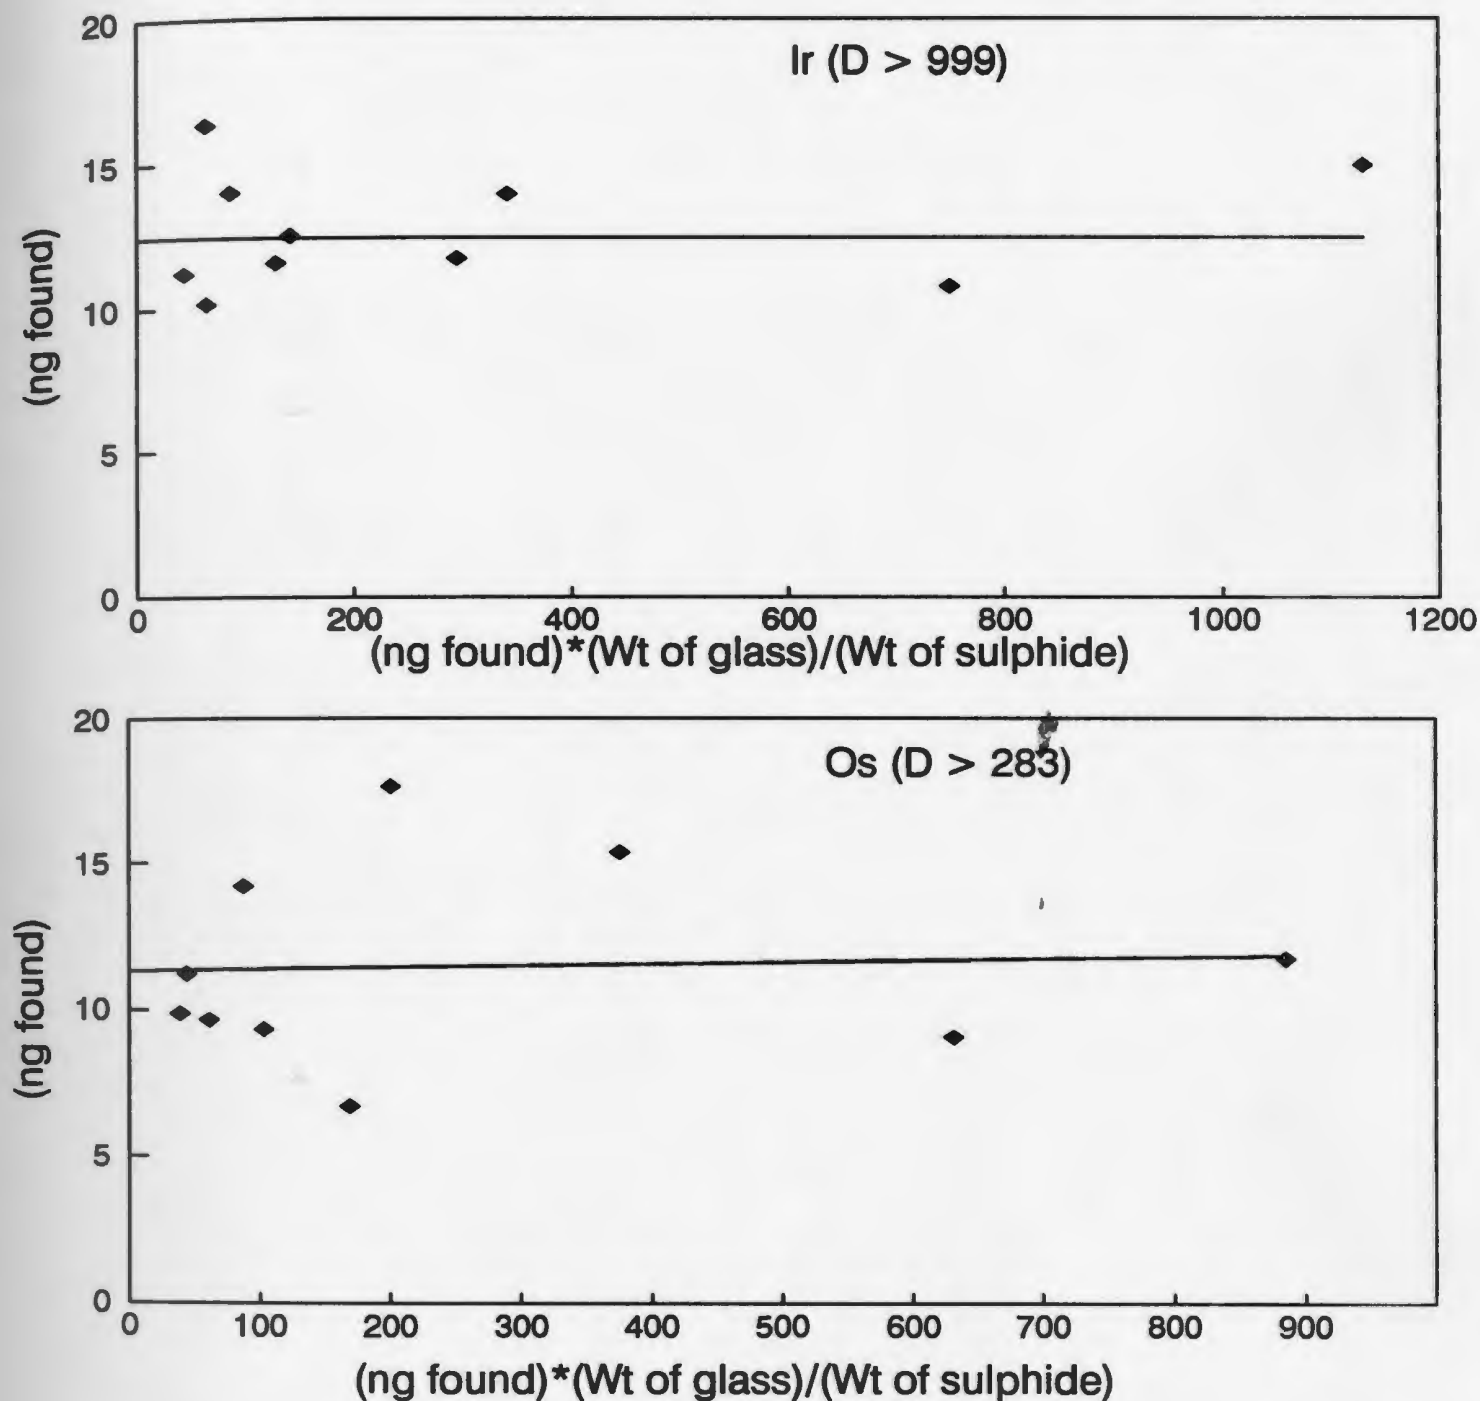 20
Ir (D > 999)
15
10
5
0
(ng found)
0 200 400 600 800 1000 1200
(ng found)*(Wt of glass)/(Wt of sulphide)
20
Os (D > 283)
15
10
5
0
(ng found)
0 100 200 300 400 500 600 700 800 900
(ng found)*(Wt of glass)/(Wt of sulphide)